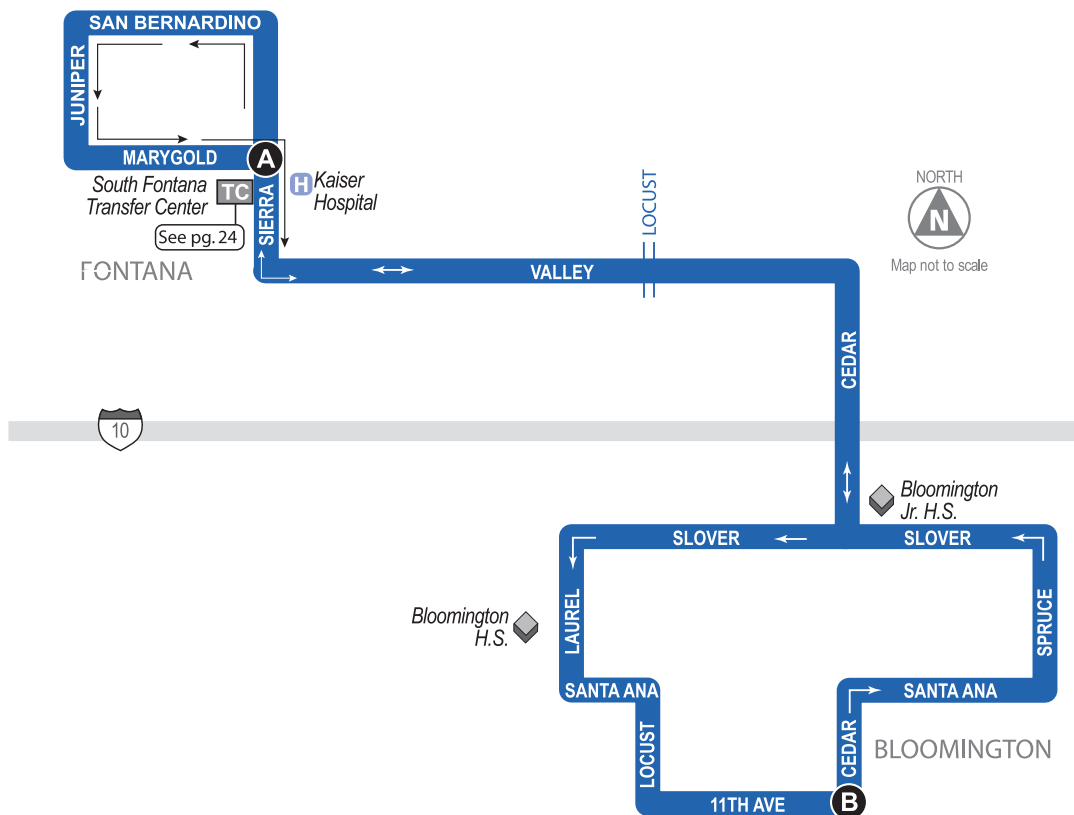 SAN BERNARDINO
JUNIPER
MARYGOLD
A
South Fontana
Transfer Center
TC
See pg. 24
SIERRA
H
Kaiser
Hospital
FONTANA
VALLEY
LOCUST
NORTH
N
Map not to scale
CEDAR
10
Bloomington
Jr. H.S.
SLOVER
SLOVER
LAUREL
Bloomington
H.S.
SPRUCE
SANTA ANA
SANTA ANA
LOCUST
CEDAR
BLOOMINGTON
11TH AVE
B